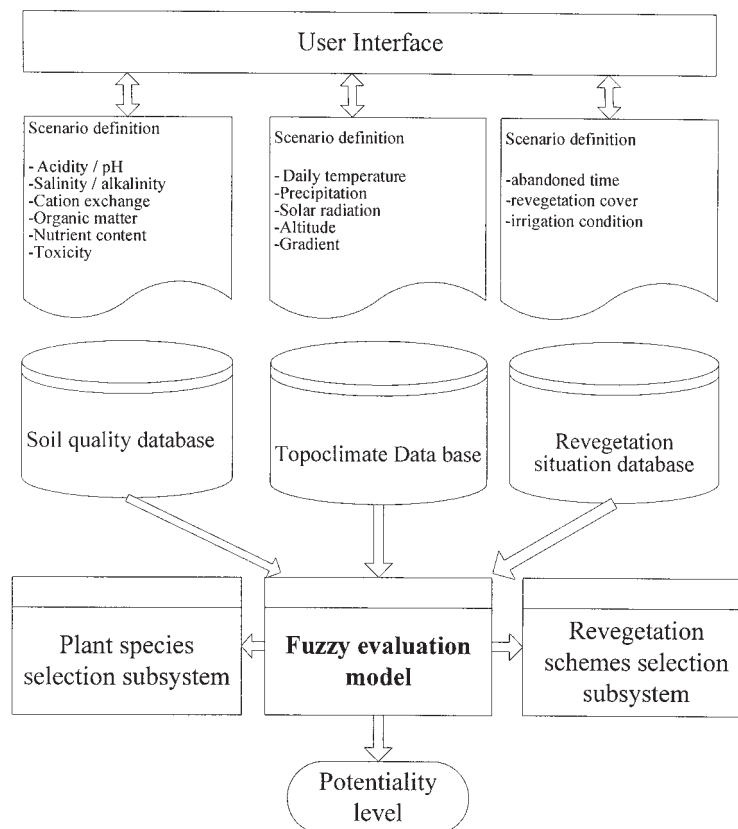 User Interface
Scenario definition
- Acidity / pH
- Salinity / alkalinity
- Cation exchange
- Organic matter
- Nutrient content
- Toxicity
Scenario definition
- Daily temperature
-Precipitation
-Solar radiation
-Altitude
-Gradient
Scenario definition
-abandoned time
-revegetation cover
-irrigation condition
Soil quality database
Topoclimate Data base
Revegetation
situation database
Plant species
selection subsystem
Fuzzy evaluation
model
Revegetation
schemes selection
subsystem
Potentiality
level